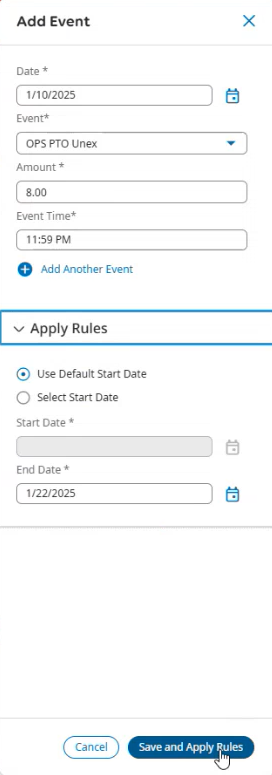 Add Event
Date *
1/10/2025
Event*
OPS PTO Unex
Amount *
8.00
Event Time*
11:59 PM
Add Another Event
Apply Rules
Use Default Start Date
Select Start Date
Start Date *
End Date *
1/22/2025
Cancel
Save and Apply Rules